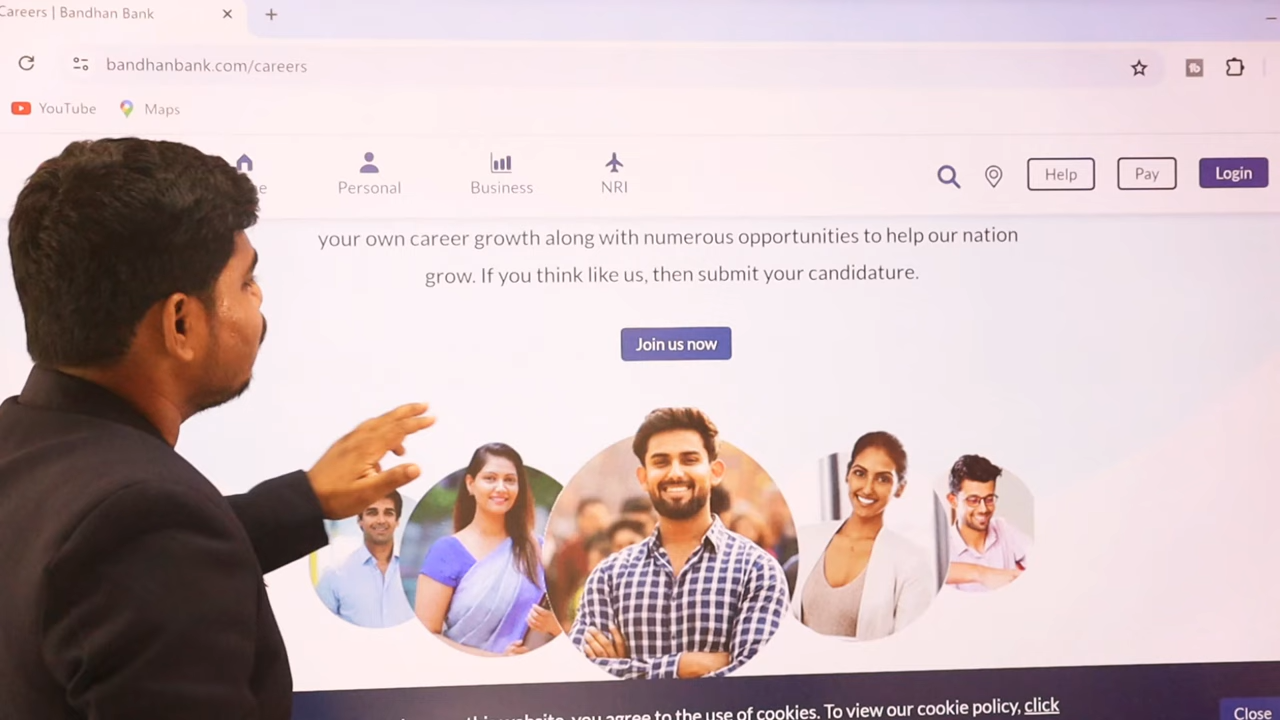 Careers | Bandhan Bank
bandhanbank.com/careers
YouTube Maps
Personal Business NRI Help Pay Login
your own career growth along with numerous opportunities to help our nation
grow. If you think like us, then submit your candidature.
Join us now
website, you agree to the use of cookies. To view our cookie policy, click
Close